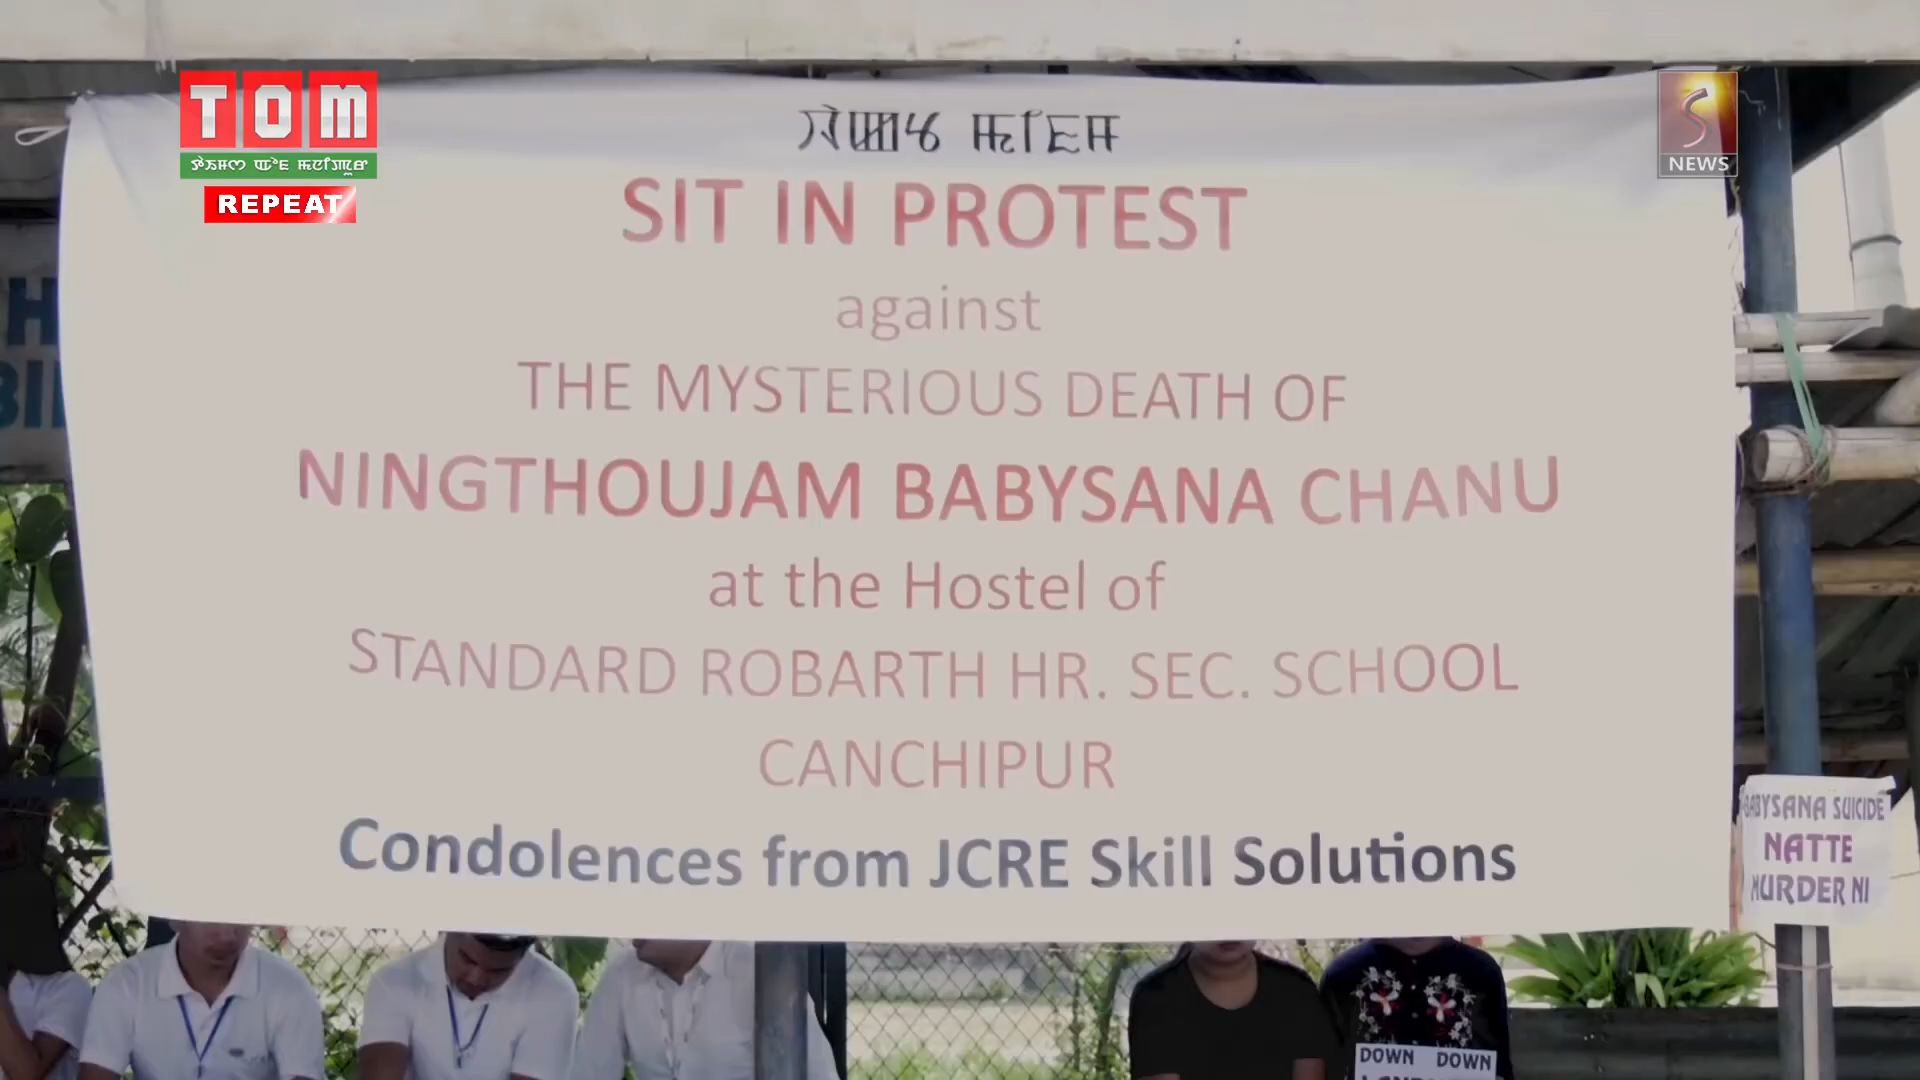 TOM
REPEAT
NEWS
SIT IN PROTEST
against
THE MYSTERIOUS DEATH OF
NINGTHOUJAM BABYSANA CHANU
at the Hostel of
STANDARD ROBARTH HR. SEC. SCHOOL
CANCHIPUR
Condolences from JCRE Skill Solutions
BABYSANA SUICIDE
NATTE
MURDER NI
DOWN DOWN